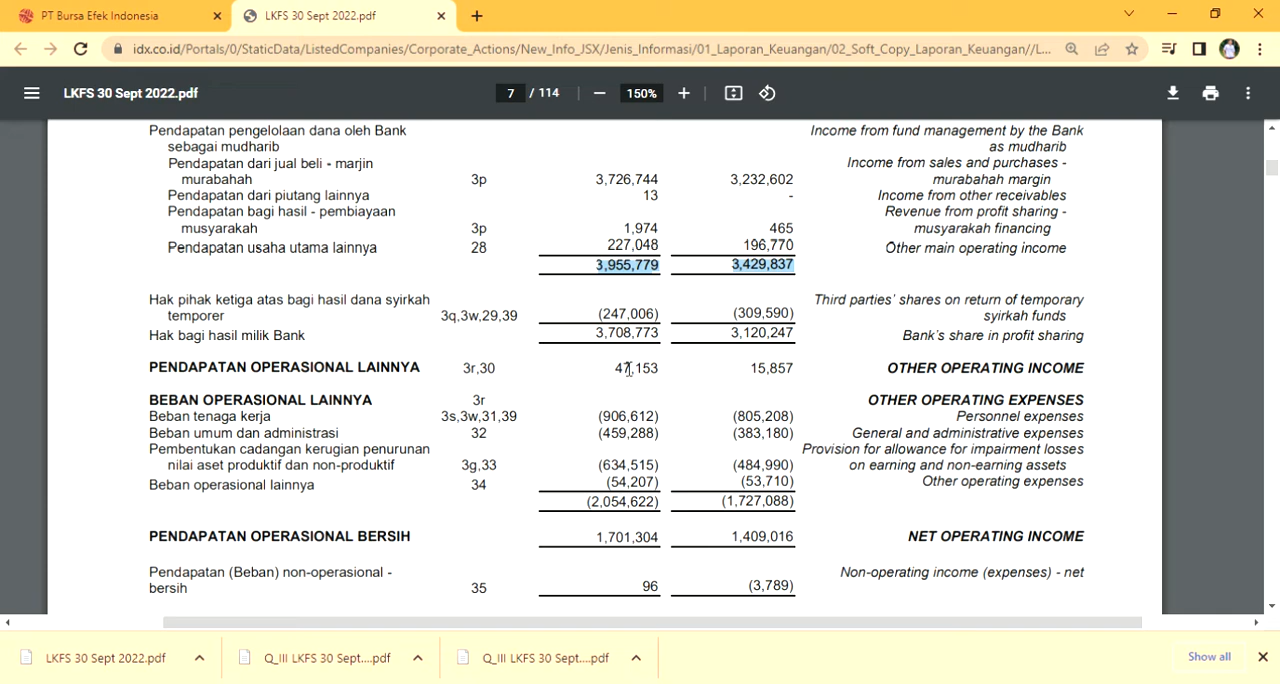 PT Bursa Efek Indonesia
LKFS 30 Sept 2022.pdf
idx.co.id/Portals/0/StaticData/ListedCompanies/Corporate_Actions/New_Info_JSX/Jenis_Informasi/01_Laporan_Keuangan/02_Soft_Copy_Laporan_Keuangan//L...
LKFS 30 Sept 2022.pdf 7 / 114 150%
Pendapatan pengelolaan dana oleh Bank Income from fund management by the Bank
sebagai mudharib as mudharib
Pendapatan dari jual beli - marjin Income from sales and purchases -
murabahah 3p 3,726,744 3,232,602 murabahah margin
Pendapatan dari piutang lainnya 13 - Income from other receivables
Pendapatan bagi hasil - pembiayaan Revenue from profit sharing -
musyarakah 3p 1,974 465 musyarakah financing
Pendapatan usaha utama lainnya 28 227,048 196,770 Other main operating income
3,955,779 3,429,837
Hak pihak ketiga atas bagi hasil dana syirkah Third parties' shares on return of temporary
temporer 3q,3w,29,39 (247,006) (309,590) syirkah funds
Hak bagi hasil milik Bank 3,708,773 3,120,247 Bank's share in profit sharing
PENDAPATAN OPERASIONAL LAINNYA 3r,30 47,153 15,857 OTHER OPERATING INCOME
BEBAN OPERASIONAL LAINNYA 3r OTHER OPERATING EXPENSES
Beban tenaga kerja 3s,3w,31,39 (906,612) (805,208) Personnel expenses
Beban umum dan administrasi 32 (459,288) (383,180) General and administrative expenses
Pembentukan cadangan kerugian penurunan Provision for allowance for impairment losses
nilai aset produktif dan non-produktif 3g,33 (634,515) (484,990) on earning and non-earning assets
Beban operasional lainnya 34 (54,207) (53,710) Other operating expenses
(2,054,622) (1,727,088)
PENDAPATAN OPERASIONAL BERSIH 1,701,304 1,409,016 NET OPERATING INCOME
Pendapatan (Beban) non-operasional - Non-operating income (expenses) - net
bersih 35 96 (3,789)
LKFS 30 Sept 2022.pdf Q_III LKFS 30 Sept....pdf Q_III LKFS 30 Sept....pdf Show all